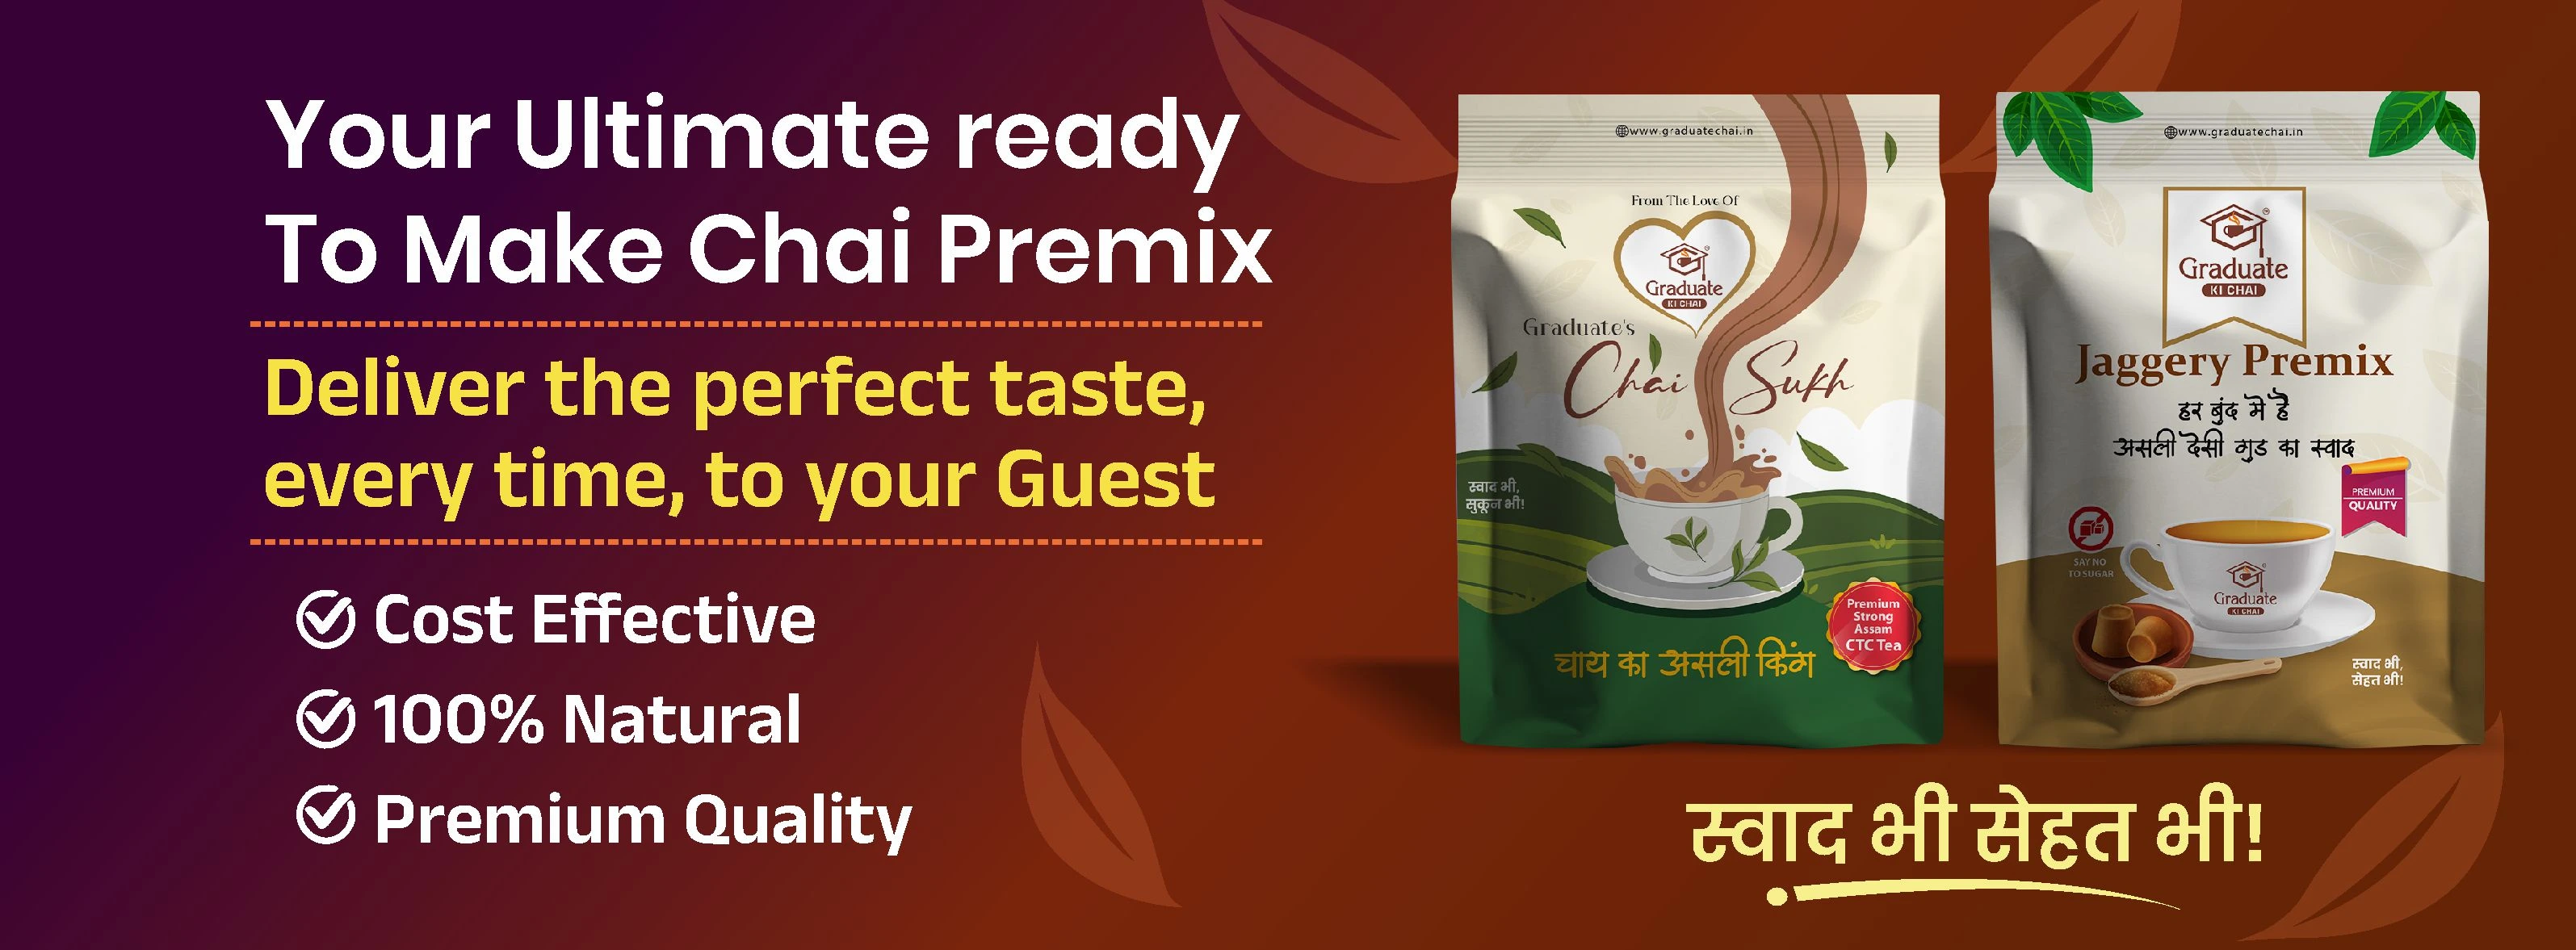 Your Ultimate ready
To Make Chai Premix
Deliver the perfect taste,
every time, to your Guest
Cost Effective
100% Natural
Premium Quality
www.graduatechai.in
From The Love Of
Graduate
KI CHAI
Graduate's
Chai Sukh
स्वाद भी,
सुकून भी!
Premium
Strong
Assam
CTC Tea
चाय का असली किंग
www.graduatechai.in
Graduate
KI CHAI
Jaggery Premix
हर बुंद मे है
असली देसी गुड का स्वाद
PREMIUM
QUALITY
SAY NO
TO SUGAR
Graduate
KI CHAI
स्वाद भी,
सेहत भी!
स्वाद भी सेहत भी!